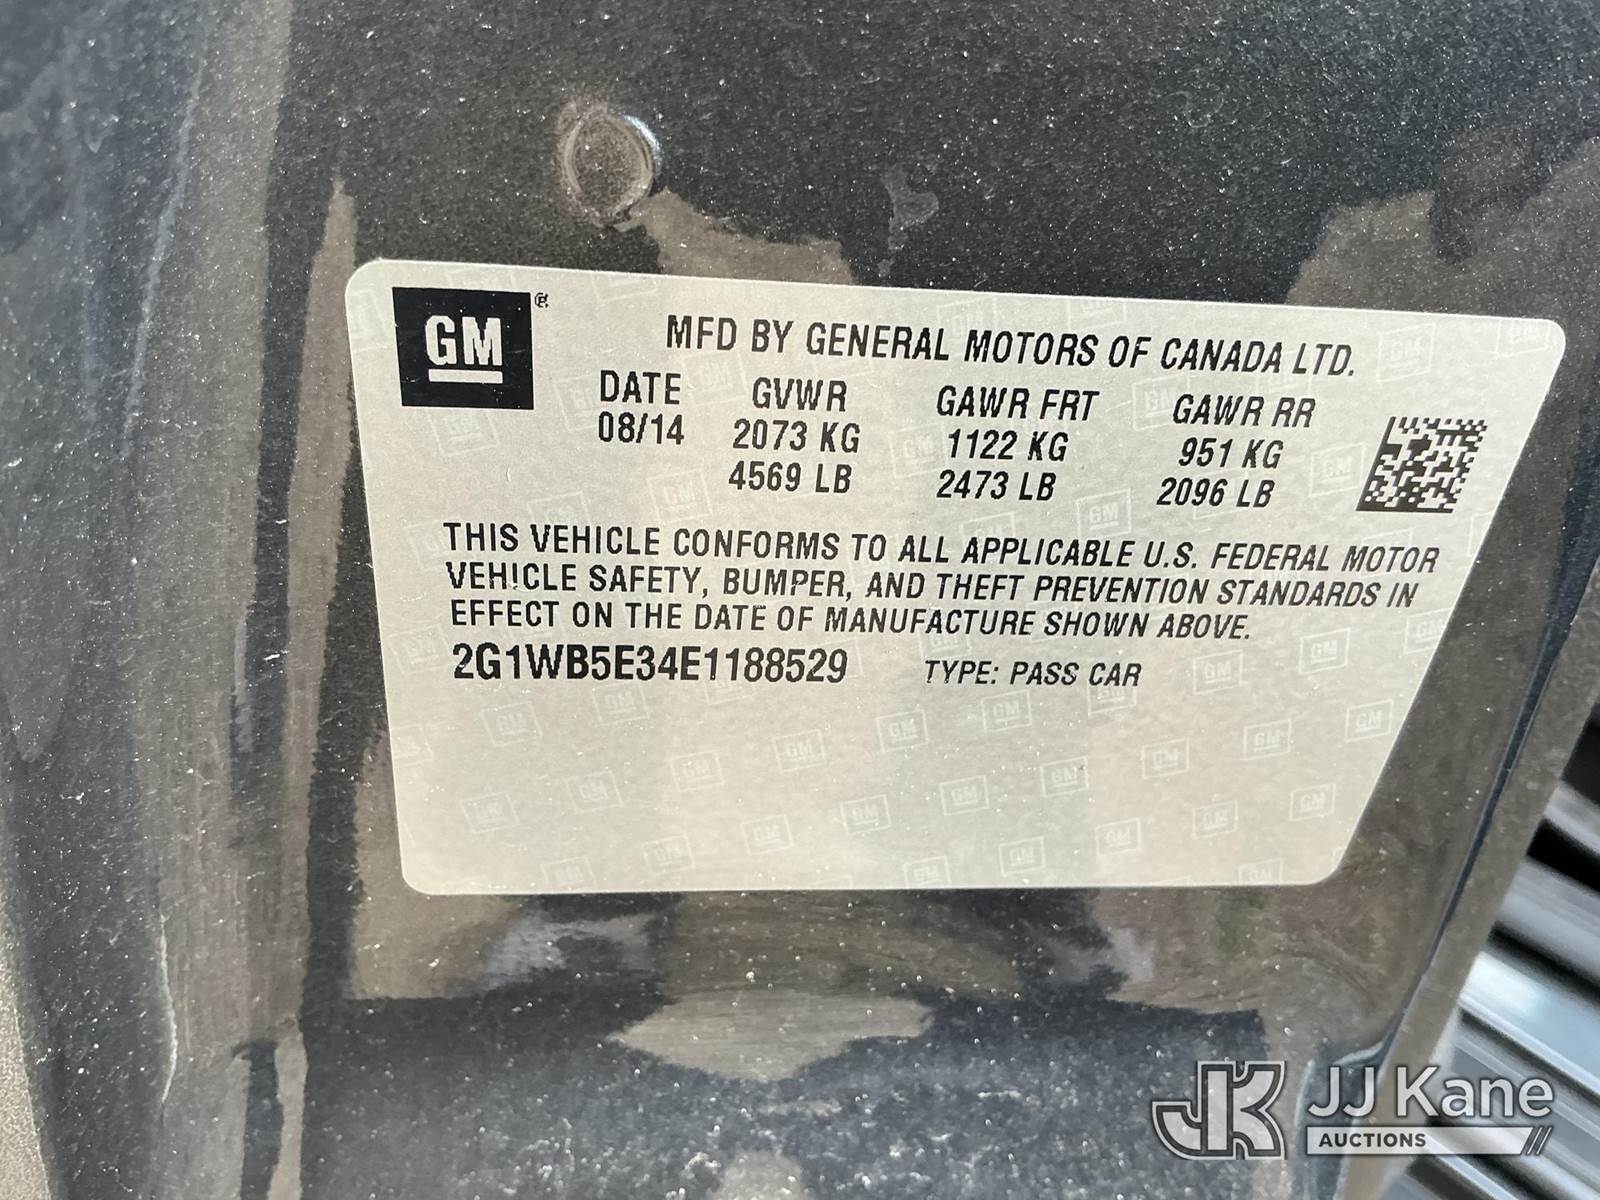 GM®
MFD BY GENERAL MOTORS OF CANADA LTD.
DATE GVWR GAWR FRT GAWR RR
08/14 2073 KG 1122 KG 951 KG
4569 LB 2473 LB 2096 LB
THIS VEHICLE CONFORMS TO ALL APPLICABLE U.S. FEDERAL MOTOR
VEHICLE SAFETY, BUMPER, AND THEFT PREVENTION STANDARDS IN
EFFECT ON THE DATE OF MANUFACTURE SHOWN ABOVE.
2G1WB5E34E1188529 TYPE: PASS CAR
JK JJ Kane
AUCTIONS